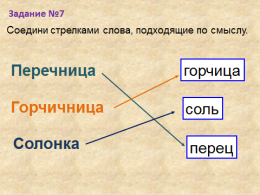 Задание №7
Соедини стрелками слова, подходящие по смыслу.
Перечница
горчица
Горчичница
соль
Солонка
перец